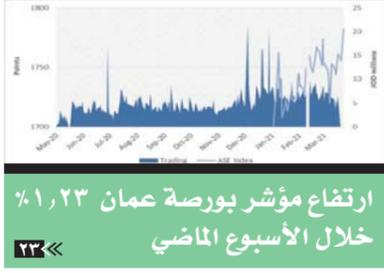 1800
25
20
1750
15
10
5
1700
0
Points
JOD millions
May-20 Jun-20 Jul-20 Aug-20 Sep-20 Oct-20 Nov-20 Dec-20 Jan-21 Feb-21 Mar-21
Trading ASE Index
ارتفاع مؤشر بورصة عمان ١,٢٣٪
خلال الأسبوع الماضي
٢٣»